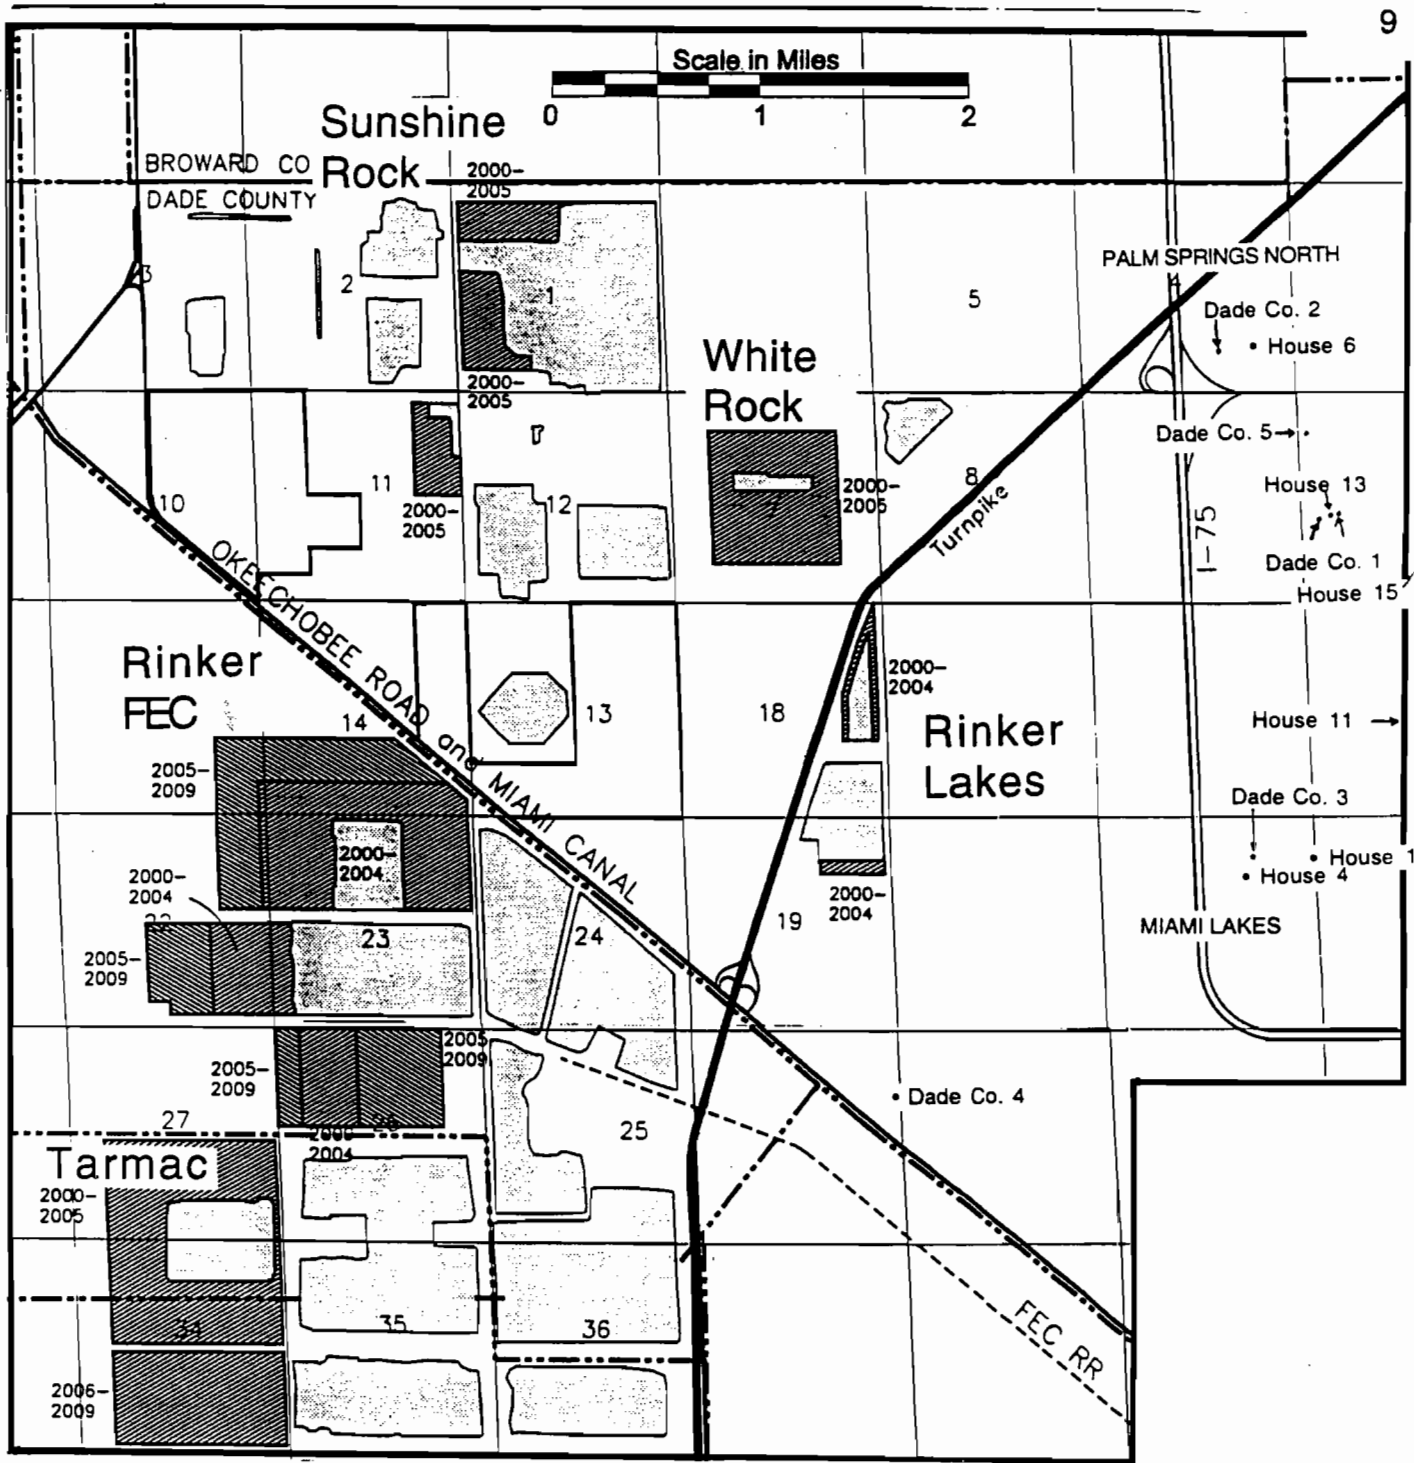 9
Scale in Miles
0 1 2
Sunshine
Rock
BROWARD CO
DADE COUNTY
2000-
2005
3
2
1
5
PALM SPRINGS NORTH
Dade Co. 2
House 6
2000-
2005
White
Rock
Dade Co. 5
10
11
2000-
2005
12
2000-
2005
8
Turnpike
I-75
House 13
Dade Co. 1
House 15
OKEECHOBEE ROAD and MIAMI CANAL
Rinker
FEC
14
13
18
2000-
2004
Rinker
Lakes
House 11
2005-
2009
Dade Co. 3
House 1
House 4
2000-
2004
2000-
2004
2000-
2004
19
MIAMI LAKES
23
24
2005-
2009
2005
2009
2005-
2009
Dade Co. 4
27
26
25
2000
2004
Tarmac
2000-
2005
34
35
36
FEC RR
2006-
2009